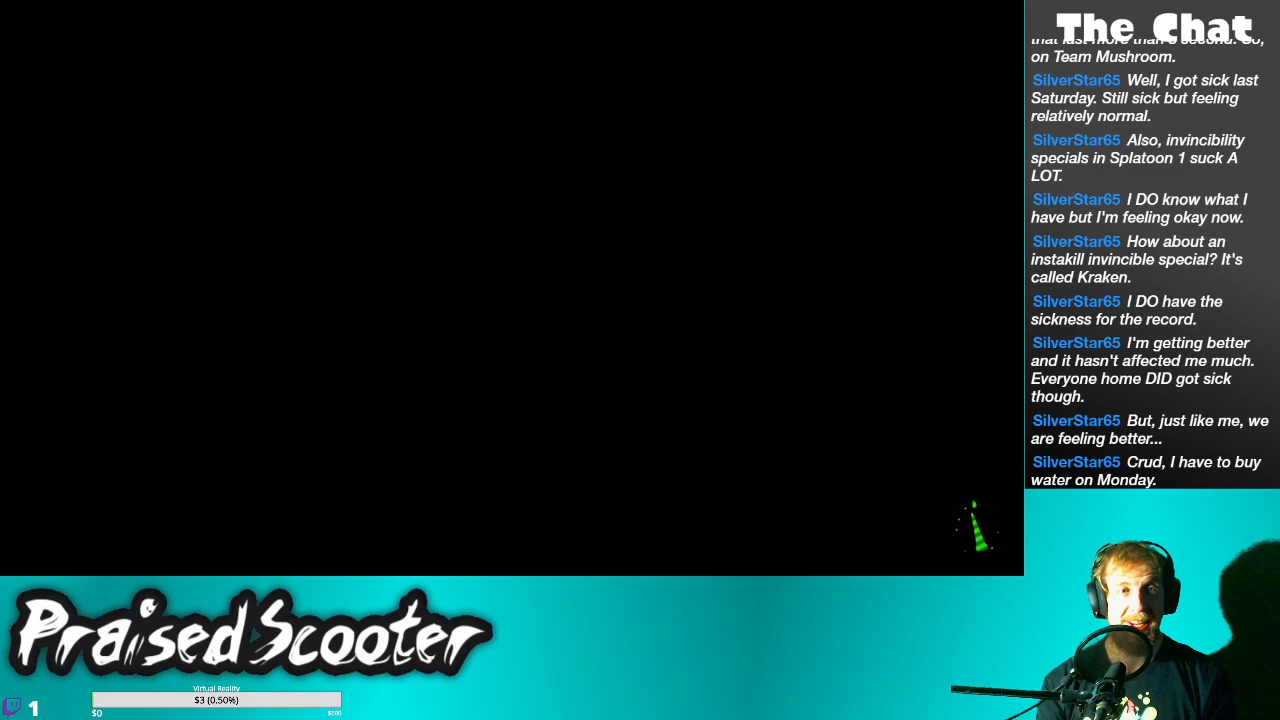 The Chat
on Team Mushroom.
SilverStar65 Well, I got sick last
Saturday. Still sick but feeling
relatively normal.
SilverStar65 Also, invincibility
specials in Splatoon 1 suck A
LOT.
SilverStar65 I DO know what I
have but I'm feeling okay now.
SilverStar65 How about an
instakill invincible special? It's
called Kraken.
SilverStar65 I DO have the
sickness for the record.
SilverStar65 I'm getting better
and it hasn't affected me much.
Everyone home DID got sick
though.
SilverStar65 But, just like me, we
are feeling better...
SilverStar65 Crud, I have to buy
water on Monday.
PraisedScooter
Virtual Reality
$3 (0.50%)
1
$0